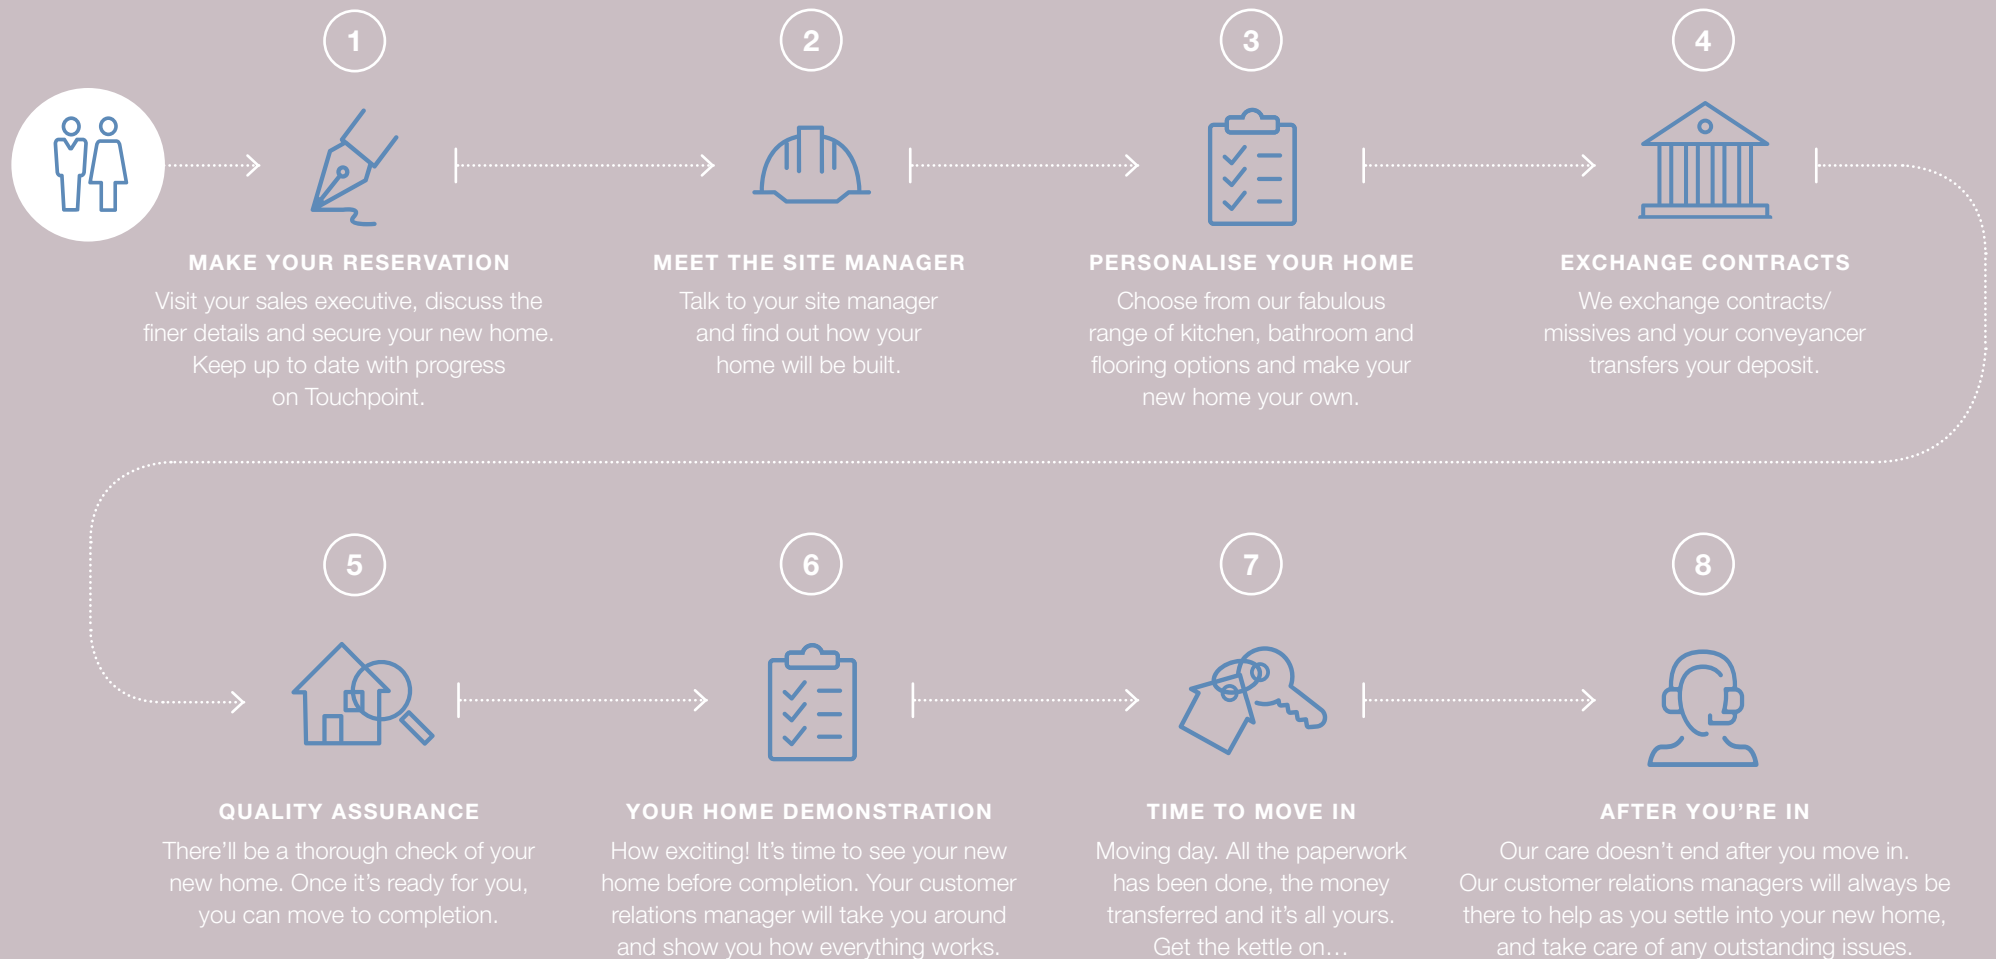 1
MAKE YOUR RESERVATION
Visit your sales executive, discuss the
finer details and secure your new home.
Keep up to date with progress
on Touchpoint.
2
MEET THE SITE MANAGER
Talk to your site manager
and find out how your
home will be built.
3
PERSONALISE YOUR HOME
Choose from our fabulous
range of kitchen, bathroom and
flooring options and make your
new home your own.
4
EXCHANGE CONTRACTS
We exchange contracts/
missives and your conveyancer
transfers your deposit.
5
QUALITY ASSURANCE
There’ll be a thorough check of your
new home. Once it’s ready for you,
you can move to completion.
6
YOUR HOME DEMONSTRATION
How exciting! It’s time to see your new
home before completion. Your customer
relations manager will take you around
and show you how everything works.
7
TIME TO MOVE IN
Moving day. All the paperwork
has been done, the money
transferred and it’s all yours.
Get the kettle on…
8
AFTER YOU’RE IN
Our care doesn’t end after you move in.
Our customer relations managers will always be
there to help as you settle into your new home,
and take care of any outstanding issues.